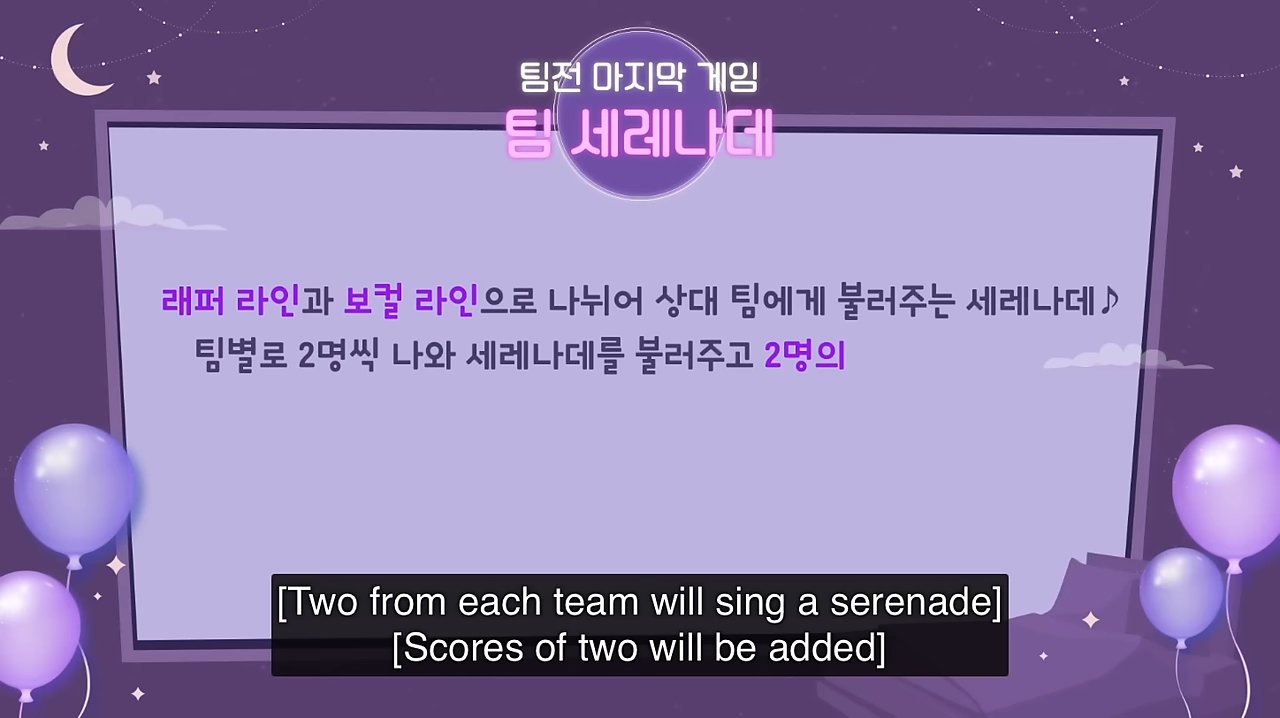 팀전 마지막 게임
팀 세레나데
래퍼 라인과 보컬 라인으로 나뉘어 상대 팀에게 불러주는 세레나데♪
팀별로 2명씩 나와 세레나데를 불러주고 2명의
[Two from each team will sing a serenade]
[Scores of two will be added]